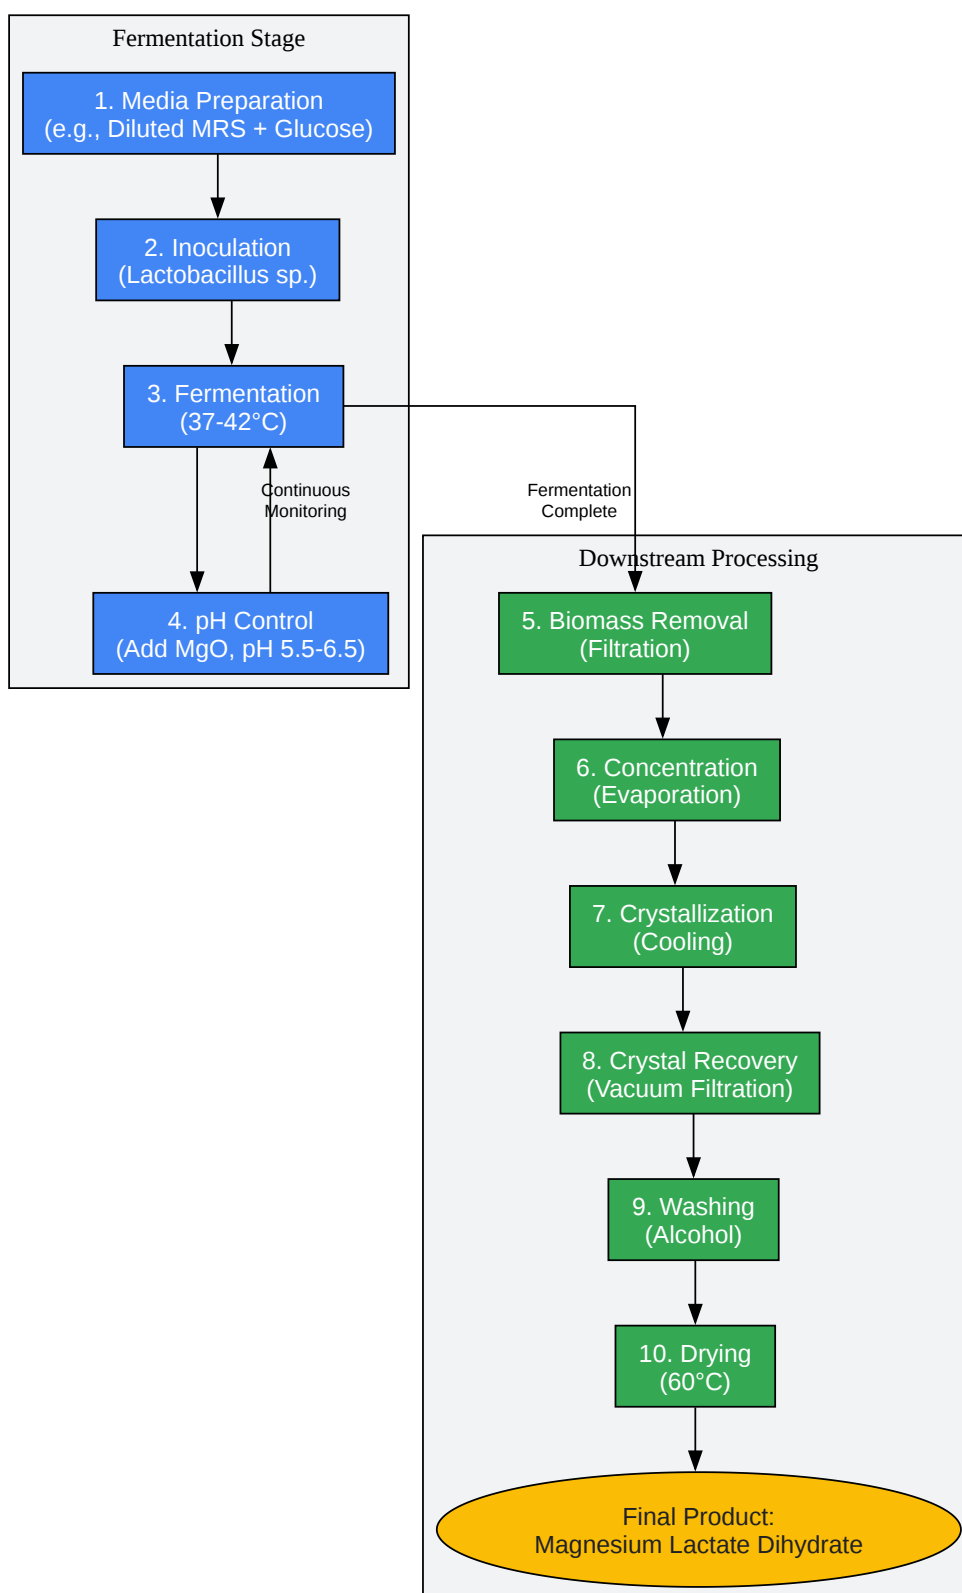 Fermentation Stage
1. Media Preparation
(e.g., Diluted MRS + Glucose)
2. Inoculation
(Lactobacillus sp.)
3. Fermentation
(37-42°C)
Continuous
Monitoring
4. pH Control
(Add MgO, pH 5.5-6.5)
Fermentation
Complete
Downstream Processing
5. Biomass Removal
(Filtration)
6. Concentration
(Evaporation)
7. Crystallization
(Cooling)
8. Crystal Recovery
(Vacuum Filtration)
9. Washing
(Alcohol)
10. Drying
(60°C)
Final Product:
Magnesium Lactate Dihydrate